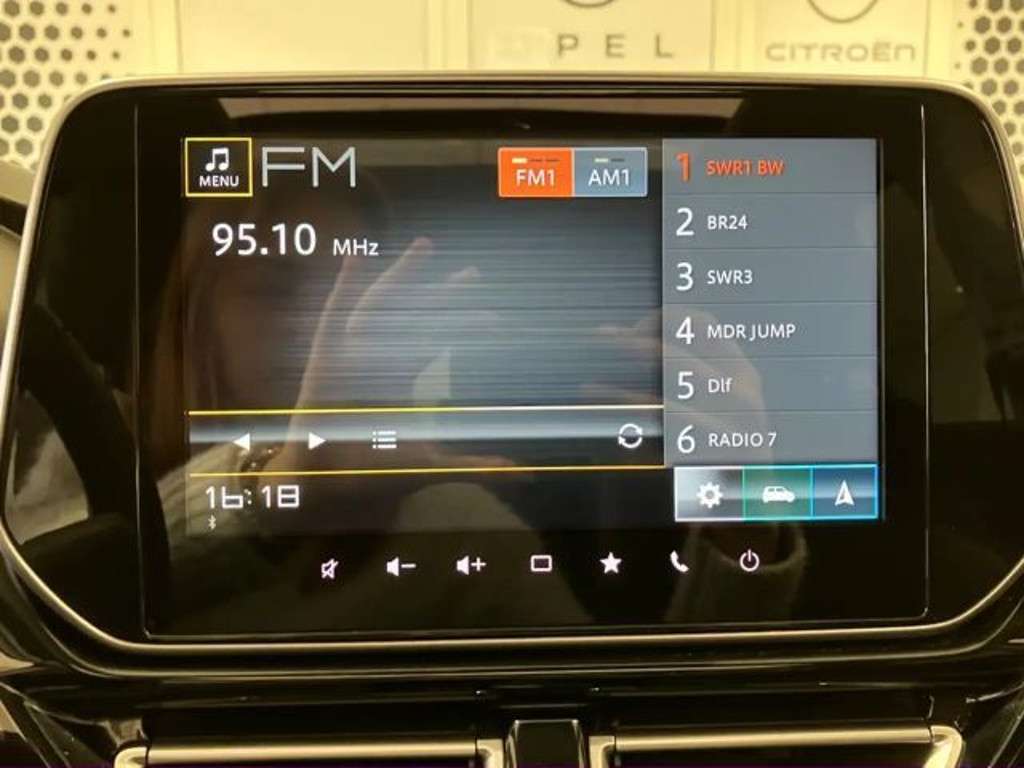 PEL
CITROËN
MENU
FM
FM1
AM1
95.10 MHz
1 SWR1 BW
2 BR24
3 SWR3
4 MDR JUMP
5 Dlf
6 RADIO 7
16:18